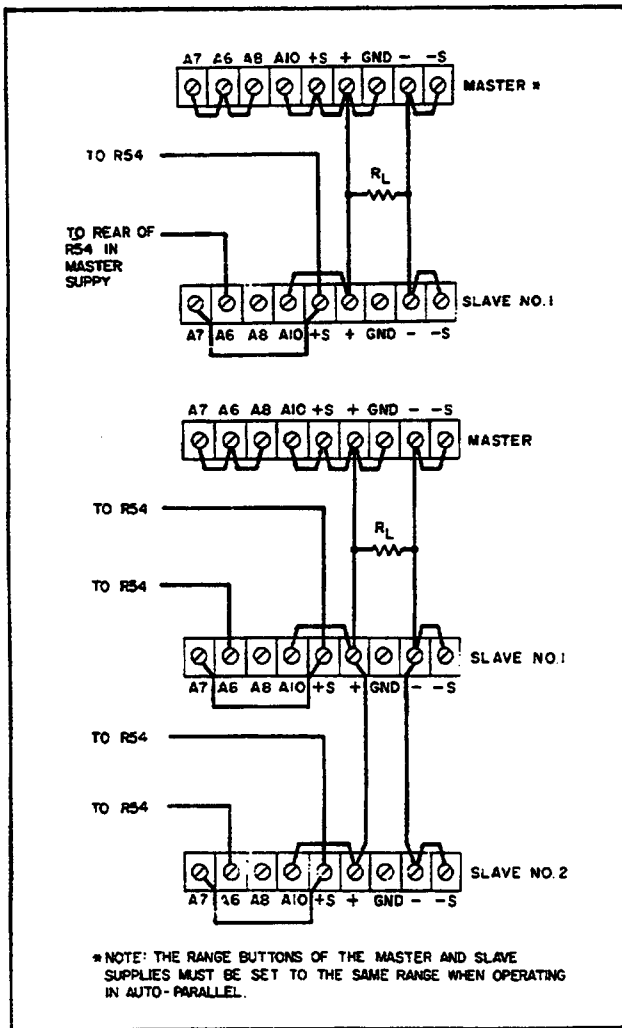 A7 A6 A8 A10 +S + GND - -S
MASTER *
TO R54
RL
TO REAR OF
R54 IN
MASTER
SUPPY
SLAVE NO.1
A7 A6 A8 A10 +S + GND - -S
A7 A6 A8 A10 +S + GND - -S
MASTER
TO R54
RL
TO R54
SLAVE NO.1
A7 A6 A8 A10 +S + GND - -S
TO R54
TO R54
SLAVE NO.2
A7 A6 A8 A10 +S + GND - -S
* NOTE: THE RANGE BUTTONS OF THE MASTER AND SLAVE
SUPPLIES MUST BE SET TO THE SAME RANGE WHEN OPERATING
IN AUTO-PARALLEL.